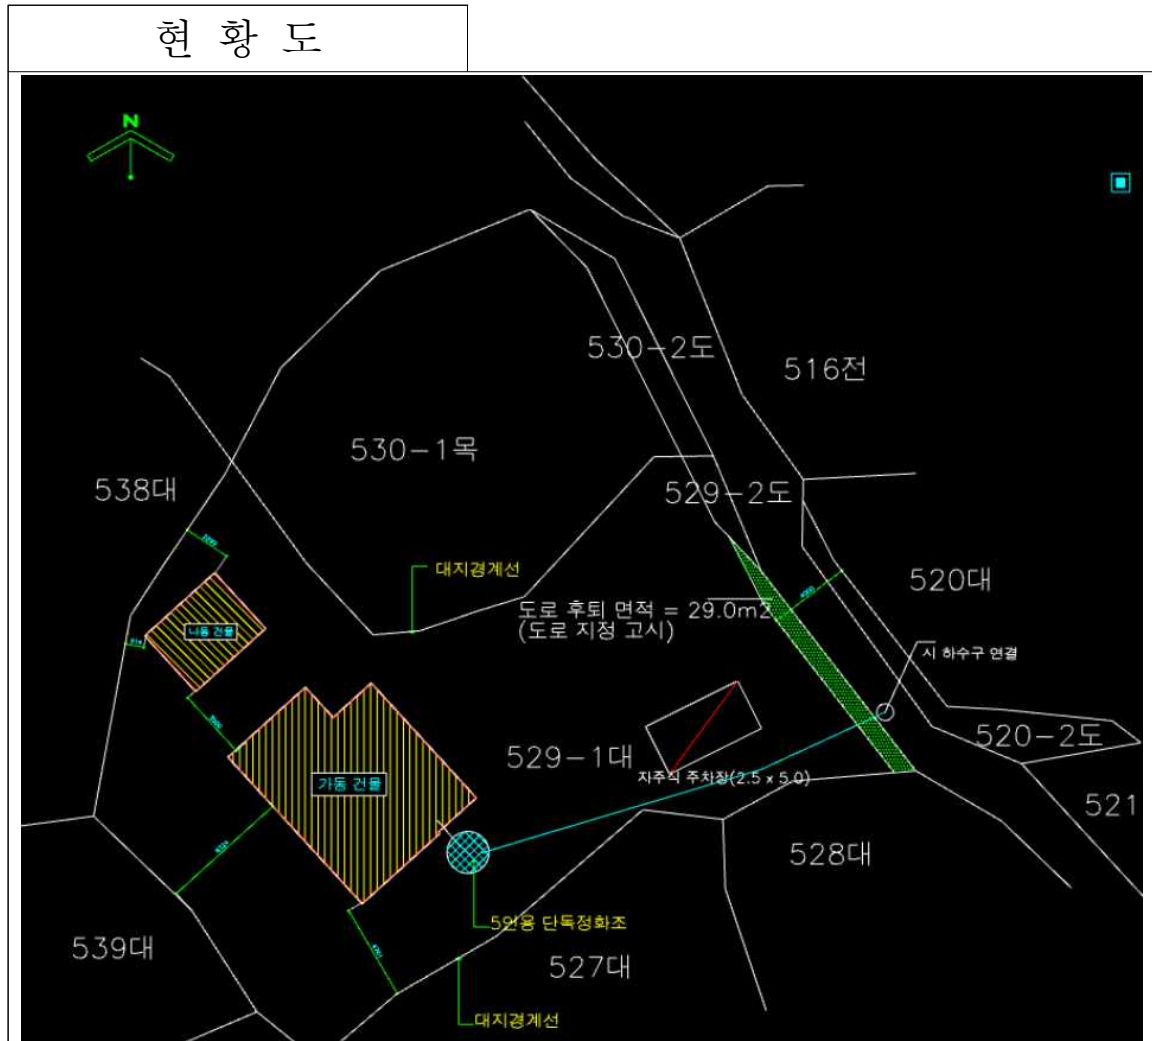 현 황 도
N
530-2도
516전
530-1목
538대
529-2도
대지경계선
520대
도로 후퇴 면적 = 29.0m2
(도로 지정 고시)
나동 건물
시 하수구 연결
529-1대
520-2도
가동 건물
자주식 주차장(2.5 x 5.0)
521
528대
5인용 단독정화조
539대
527대
대지경계선